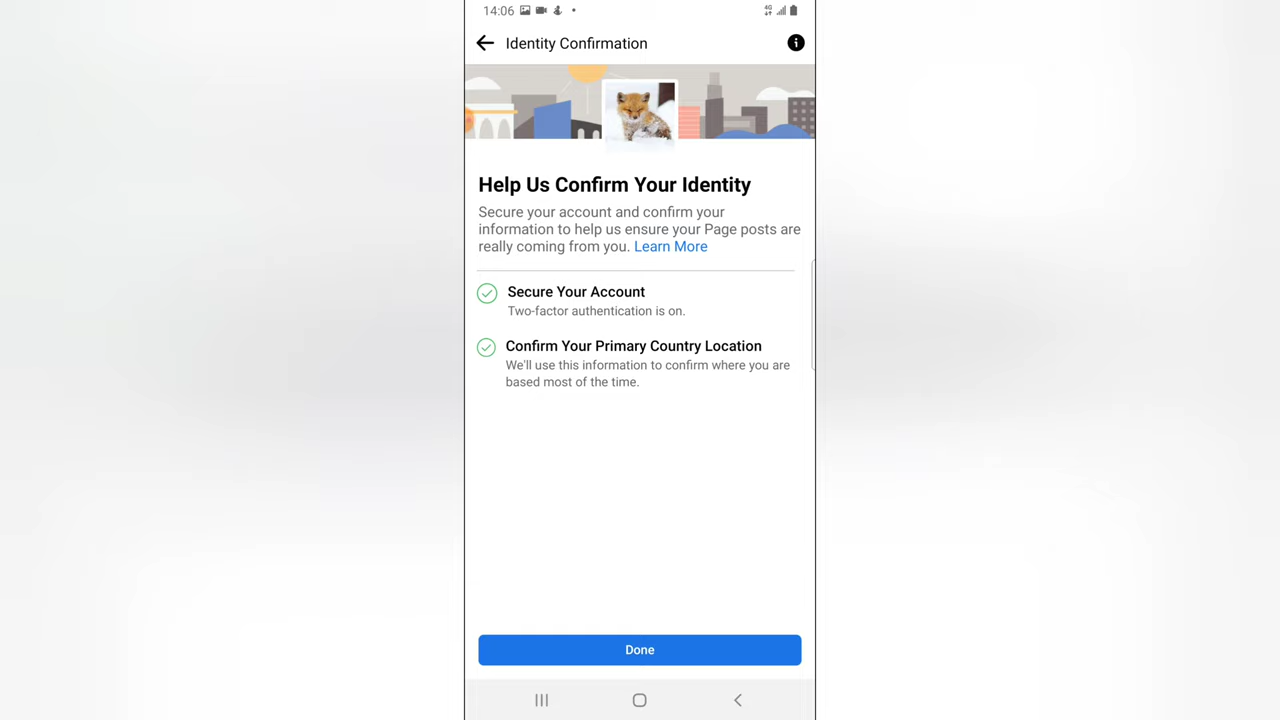 14:06
4G
Identity Confirmation
Help Us Confirm Your Identity
Secure your account and confirm your
information to help us ensure your Page posts are
really coming from you. Learn More
Secure Your Account
Two-factor authentication is on.
Confirm Your Primary Country Location
We'll use this information to confirm where you are
based most of the time.
Done